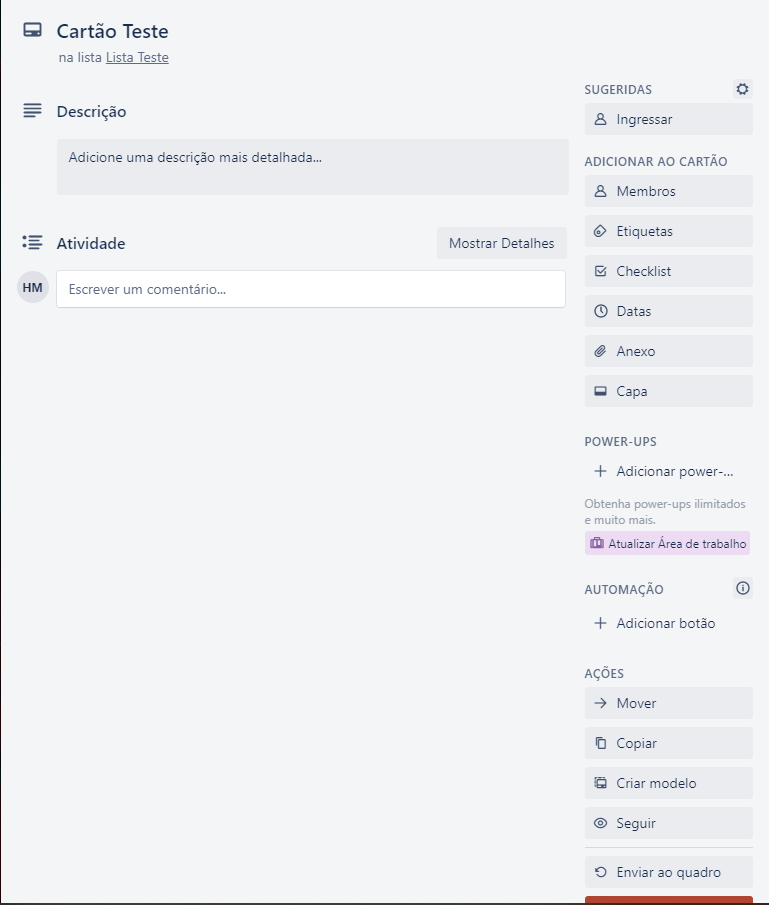 Cartão Teste
na lista Lista Teste
Descrição
Adicione uma descrição mais detalhada...
Atividade
Mostrar Detalhes
HM
Escrever um comentário...
SUGERIDAS
Ingressar
ADICIONAR AO CARTÃO
Membros
Etiquetas
Checklist
Datas
Anexo
Capa
POWER-UPS
Adicionar power-...
Obtenha power-ups ilimitados
e muito mais.
Atualizar Área de trabalho
AUTOMAÇÃO
Adicionar botão
AÇÕES
Mover
Copiar
Criar modelo
Seguir
Enviar ao quadro